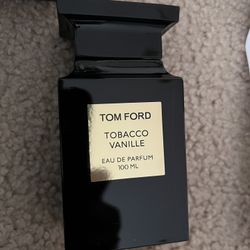 TOM FORD
TOBACCO
VANILLE
EAU DE PARFUM
100 ML